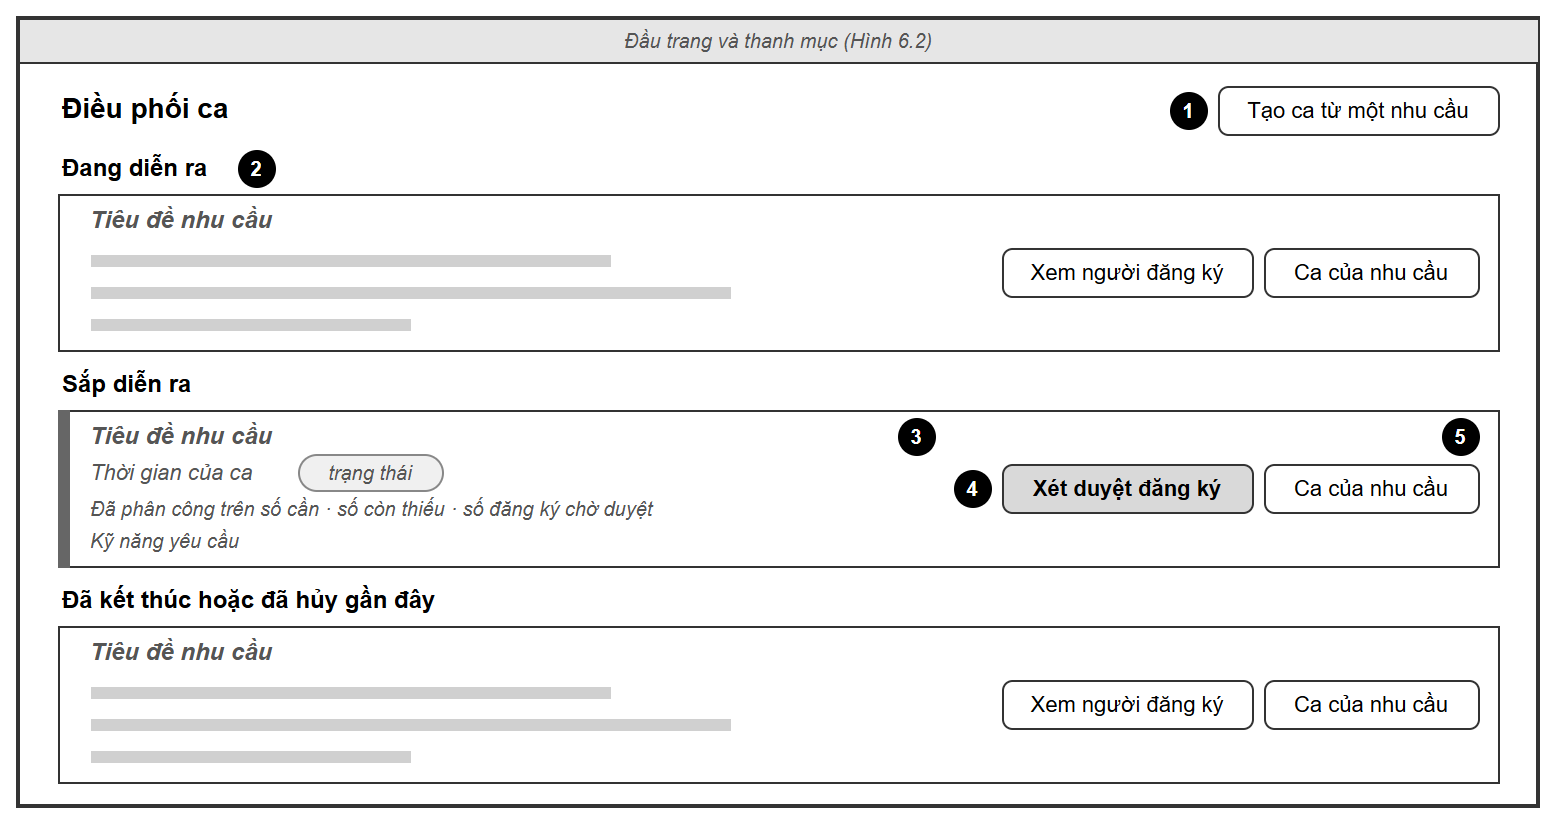 Đầu trang và thanh mục (Hình 6.2)
Điều phối ca
1 Tạo ca từ một nhu cầu
Đang diễn ra 2
Tiêu đề nhu cầu
Xem người đăng ký Ca của nhu cầu
Sắp diễn ra
Tiêu đề nhu cầu 3 5
Thời gian của ca trạng thái
4 Xét duyệt đăng ký Ca của nhu cầu
Đã phân công trên số cần · số còn thiếu · số đăng ký chờ duyệt
Kỹ năng yêu cầu
Đã kết thúc hoặc đã hủy gần đây
Tiêu đề nhu cầu
Xem người đăng ký Ca của nhu cầu